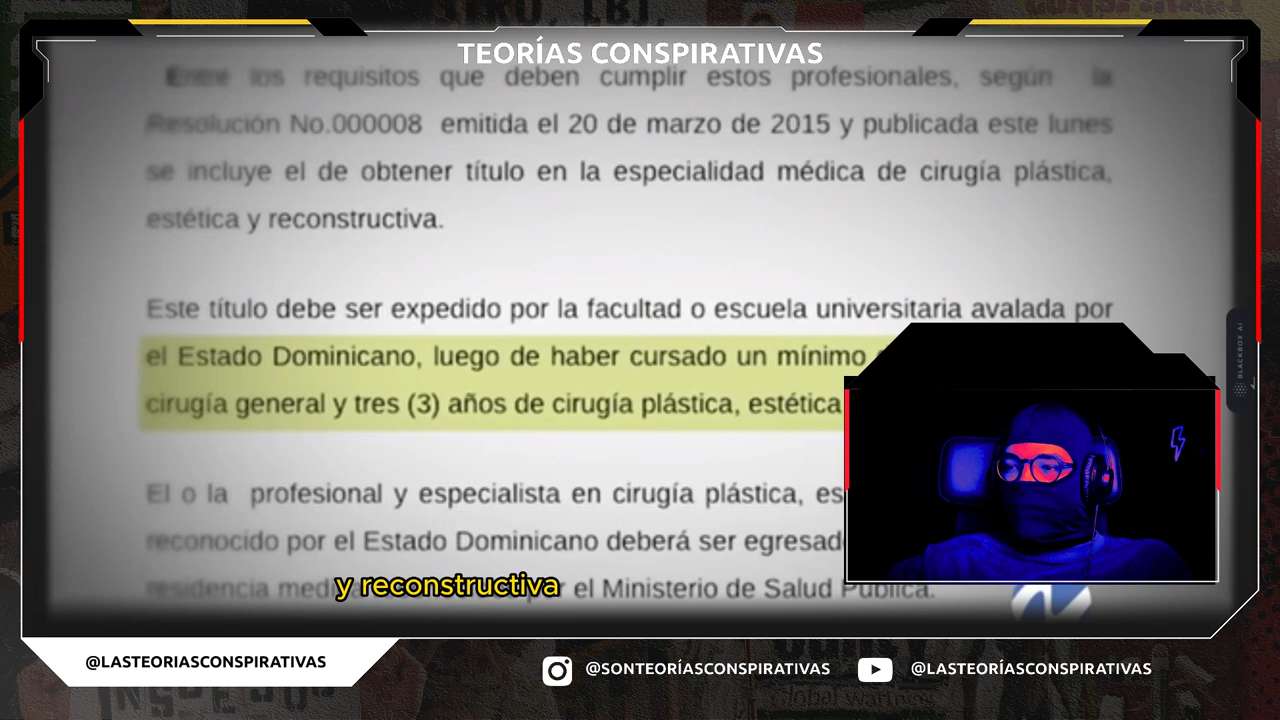 TEORÍAS CONSPIRATIVAS
Entre los requisitos que deben cumplir estos profesionales, según la
Resolución No.000008 emitida el 20 de marzo de 2015 y publicada este lunes
se incluye el de obtener título en la especialidad médica de cirugía plástica,
estética y reconstructiva.
Este título debe ser expedido por la facultad o escuela universitaria avalada por
el Estado Dominicano, luego de haber cursado un mínimo
cirugía general y tres (3) años de cirugía plástica, estética
El o la profesional y especialista en cirugía plástica,
reconocido por el Estado Dominicano deberá ser
residencia el Ministerio de Salud Pública.
y reconstructiva
BLACKBOX AI
@LASTEORIASCONSPIRATIVAS
@SONTEORÍASCONSPIRATIVAS
@LASTEORÍASCONSPIRATIVAS